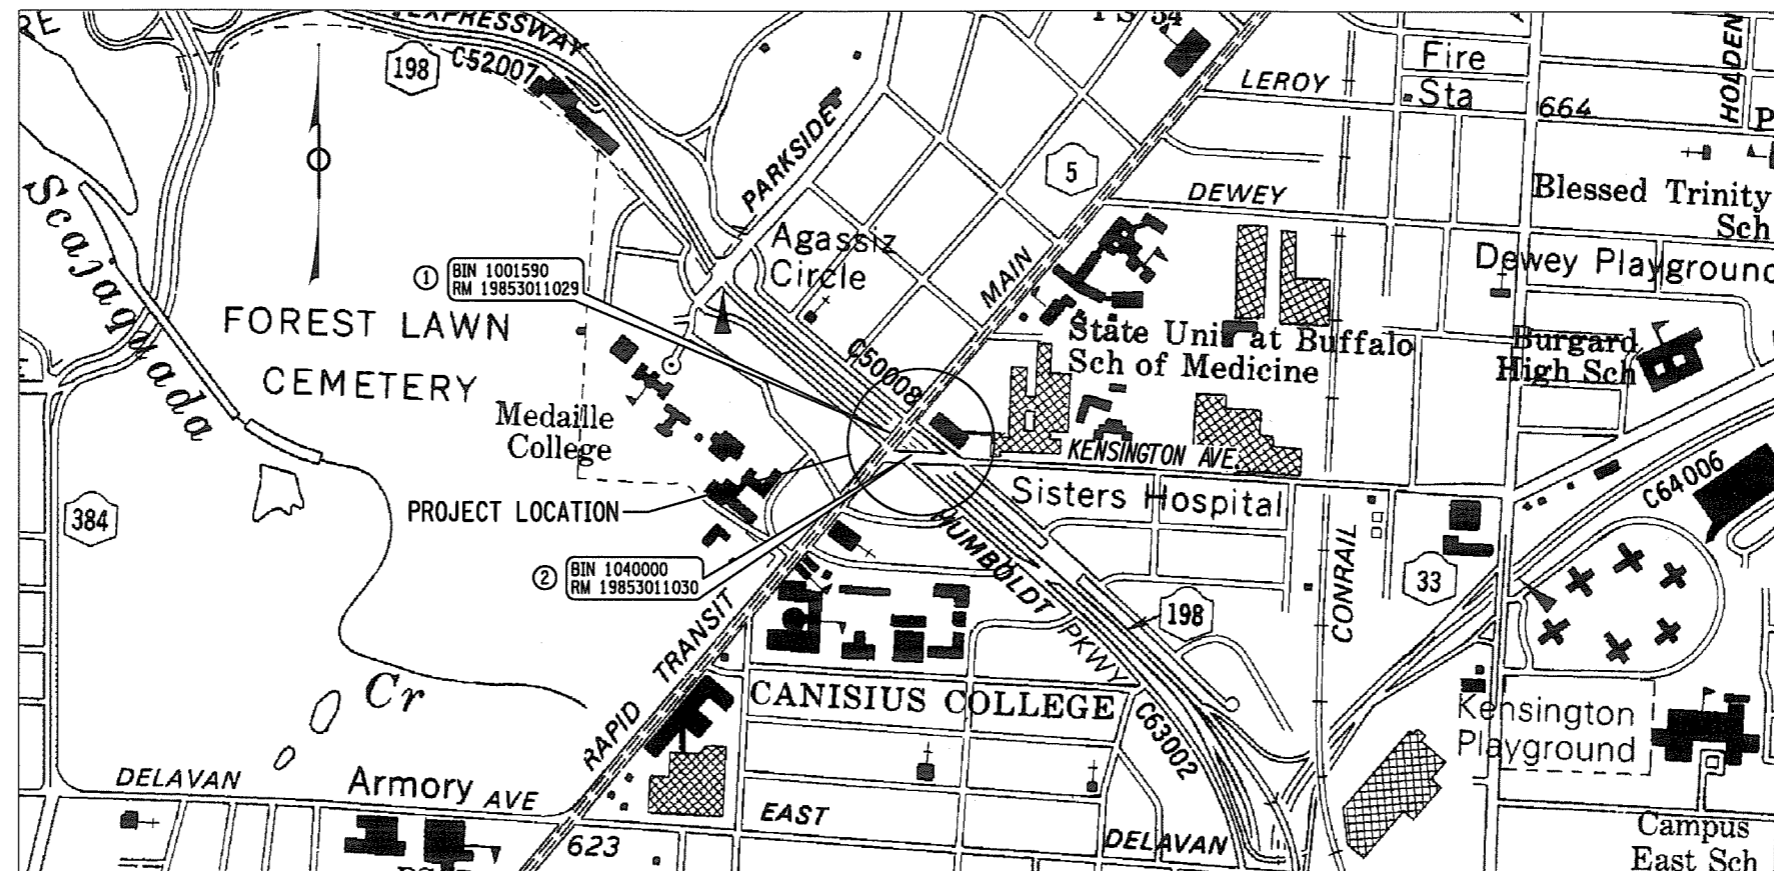 EXPRESSWAY
198
C52007
PS 54
LEROY
Fire
Sta
664
HOLDEN
PARKSIDE
5
DEWEY
Blessed Trinity
Sch
Scajaquada
Agassiz
Circle
MAIN
Dewey Playground
① BIN 1001590
RM 19853011029
FOREST LAWN
CEMETERY
C50008
State Univ at Buffalo
Sch of Medicine
Burgard
High Sch
Medaille
College
KENSINGTON AVE.
C64006
384
PROJECT LOCATION
Sisters Hospital
HUMBOLDT PKWY
CONRAIL
33
② BIN 1040000
RM 19853011030
198
RAPID TRANSIT
Cr
CANISIUS COLLEGE
C63002
Kensington
Playground
DELAVAN
Armory AVE
EAST
DELAVAN
623
Campus
East Sch